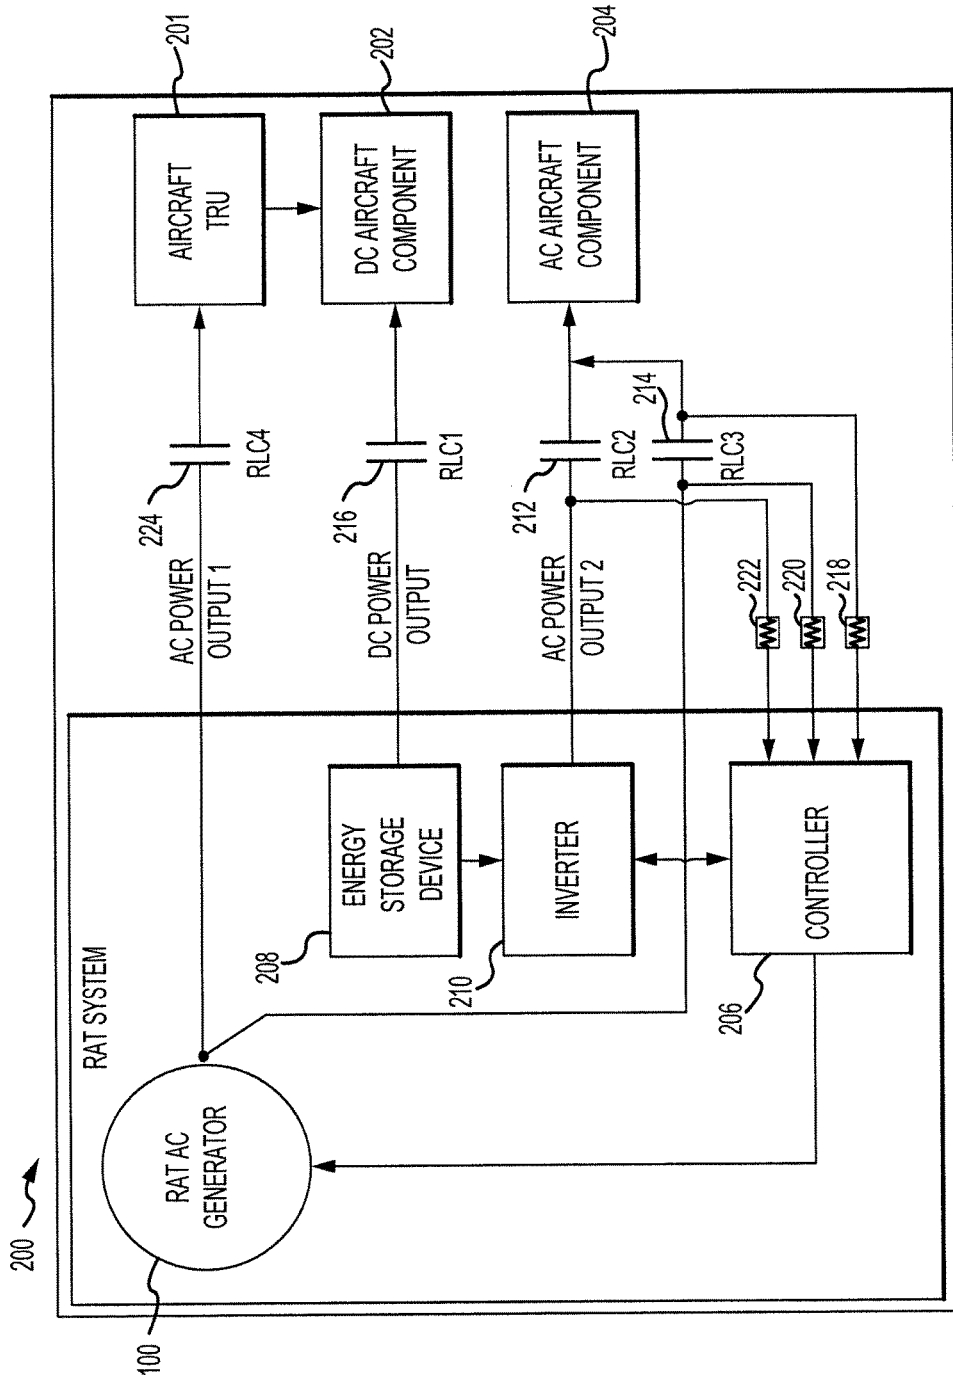 200
100
RAT SYSTEM
RAT AC
GENERATOR
208
ENERGY
STORAGE
DEVICE
210
INVERTER
206
CONTROLLER
AC POWER
OUTPUT 1
224
RLC4
DC POWER
OUTPUT
216
RLC1
AC POWER
OUTPUT 2
212
RLC2
214
RLC3
222
220
218
201
AIRCRAFT
TRU
202
DC AIRCRAFT
COMPONENT
204
AC AIRCRAFT
COMPONENT